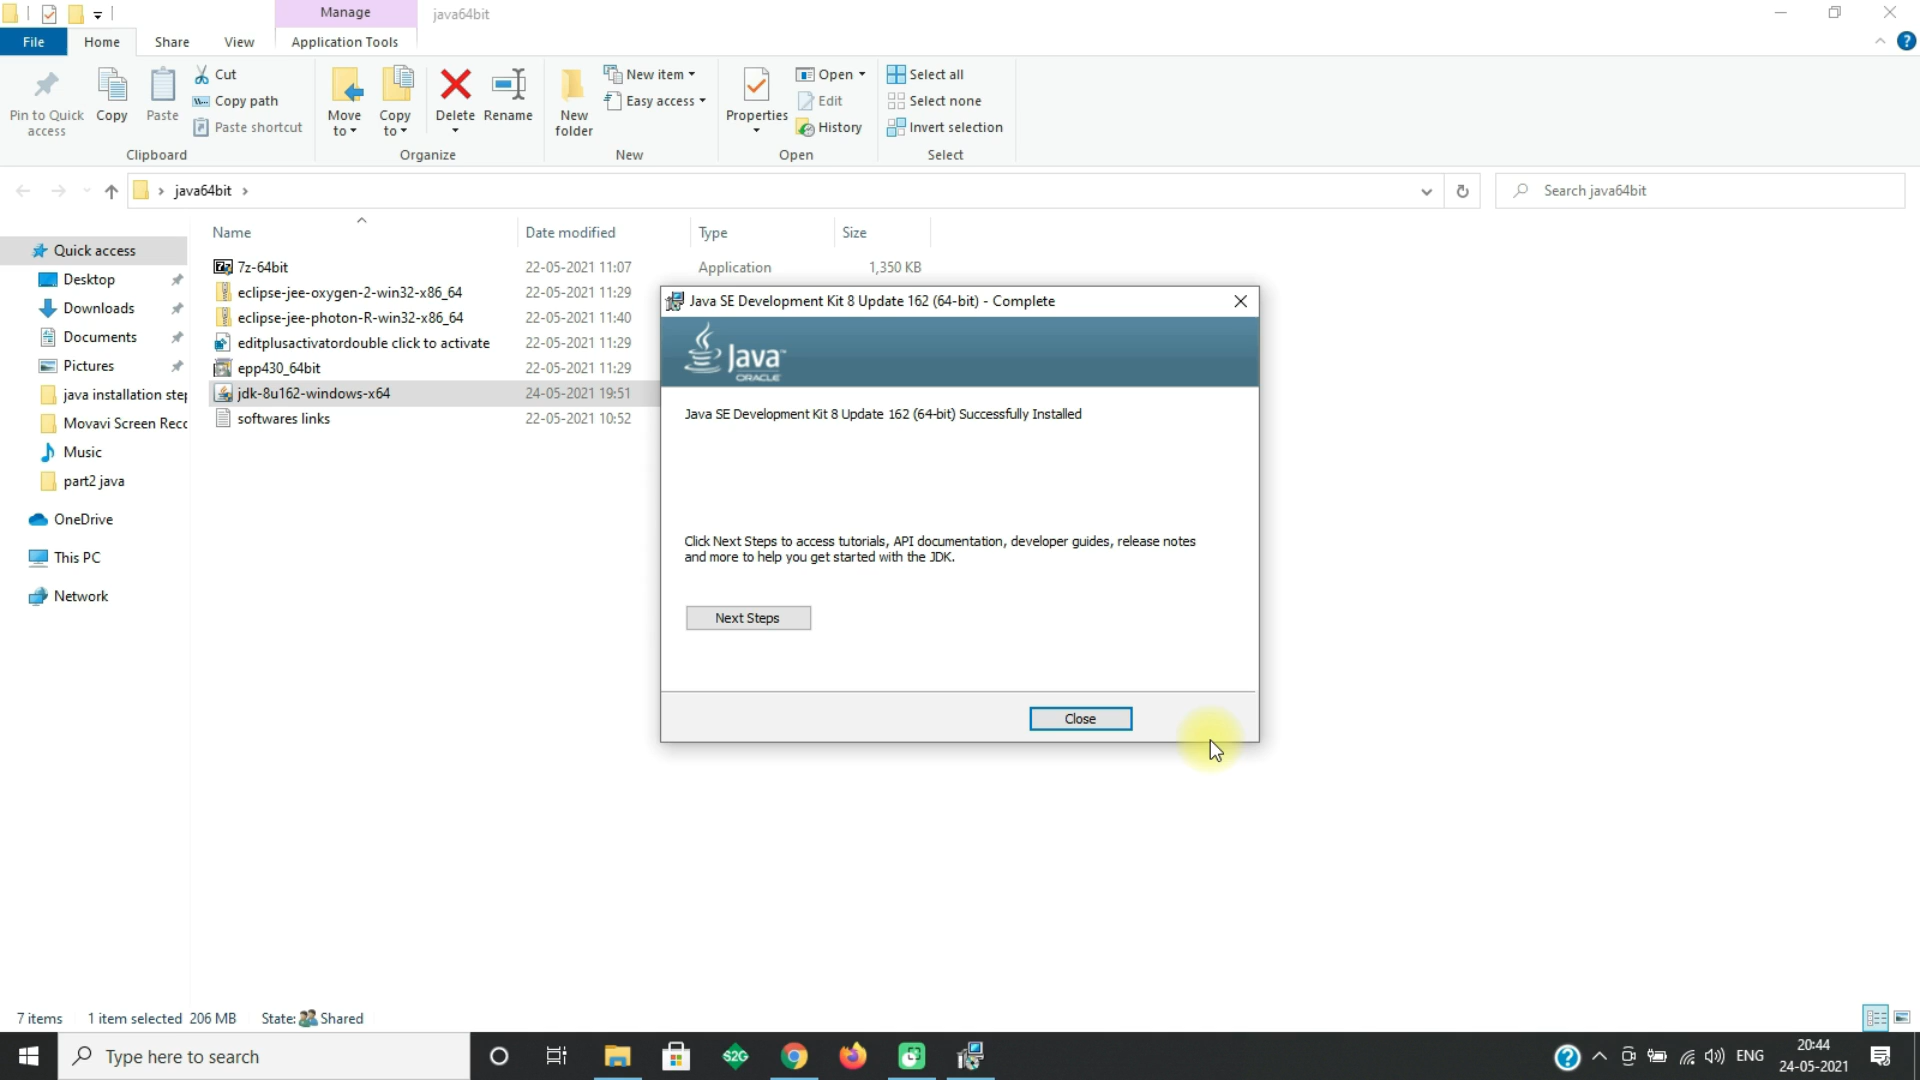 Manage
java64bit
File
Home
Share
View
Application Tools
Pin to Quick
access
Copy
Paste
Cut
Copy path
Paste shortcut
Clipboard
Move
to
Copy
to
Delete
Rename
Organize
New
folder
New item
Easy access
New
Properties
Open
Edit
History
Open
Select all
Select none
Invert selection
Select
java64bit
Search java64bit
Name
Date modified
Type
Size
Quick access
Desktop
Downloads
Documents
Pictures
java installation step
Movavi Screen Reco
Music
part2 java
OneDrive
This PC
Network
7z-64bit 22-05-2021 11:07 Application 1,350 KB
eclipse-jee-oxygen-2-win32-x86_64 22-05-2021 11:29
eclipse-jee-photon-R-win32-x86_64 22-05-2021 11:40
editplusactivatordouble click to activate 22-05-2021 11:29
epp430_64bit 22-05-2021 11:29
jdk-8u162-windows-x64 24-05-2021 19:51
softwares links 22-05-2021 10:52
Java SE Development Kit 8 Update 162 (64-bit) - Complete
Java™
ORACLE
Java SE Development Kit 8 Update 162 (64-bit) Successfully Installed
Click Next Steps to access tutorials, API documentation, developer guides, release notes
and more to help you get started with the JDK.
Next Steps
Close
7 items 1 item selected 206 MB State: Shared
Type here to search
S2G
ENG
20:44
24-05-2021